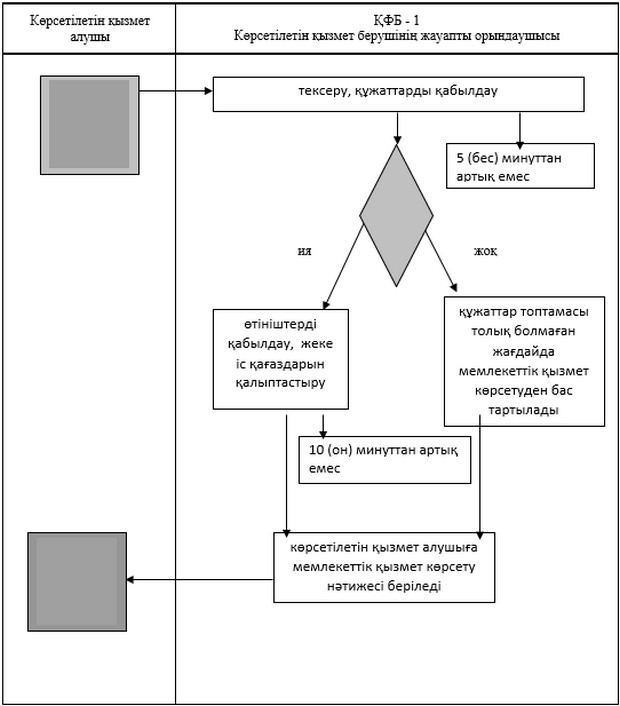 Көрсетілетін қызмет
алушы
ҚФБ - 1
Көрсетілетін қызмет берушінің жауапты орындаушысы
тексеру, құжаттарды қабылдау
5 (бес) минуттан
артық емес
ия
жоқ
өтініштерді
қабылдау, жеке
іс қағаздарын
қалыптастыру
құжаттар топтамасы
толық болмаған
жағдайда
мемлекеттік қызмет
көрсетуден бас
тартылады
10 (он) минуттан артық
емес
көрсетілетін қызмет алушыға
мемлекеттік қызмет көрсету
нәтижесі беріледі